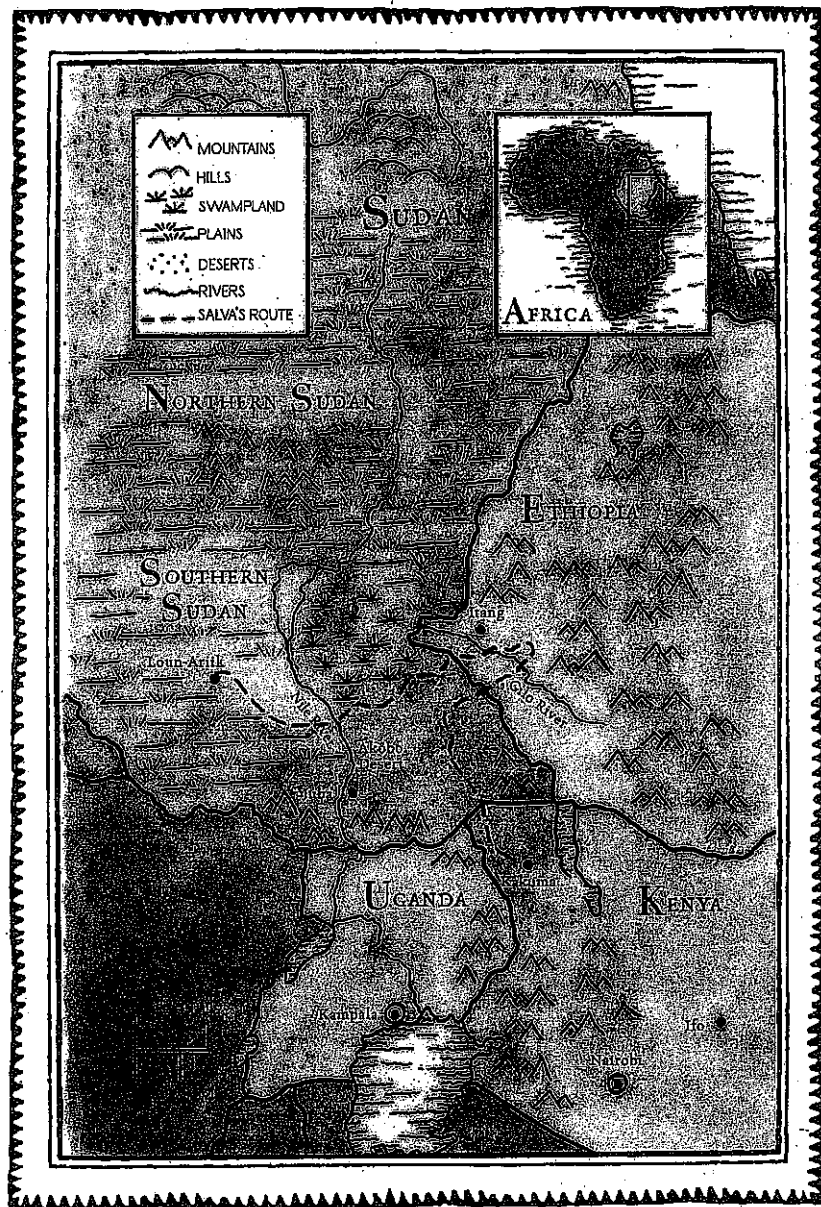 MOUNTAINS
HILLS
SWAMPLAND
PLAINS
DESERTS
RIVERS
SALVA'S ROUTE
SUDAN
AFRICA
NORTHERN SUDAN
ETHIOPIA
SOUTHERN
SUDAN
Itang
Loun-Ariik
Nile
Gilo River
Akobo
Desert
UGANDA
KENYA
Kampala
Ifo
Nairobi